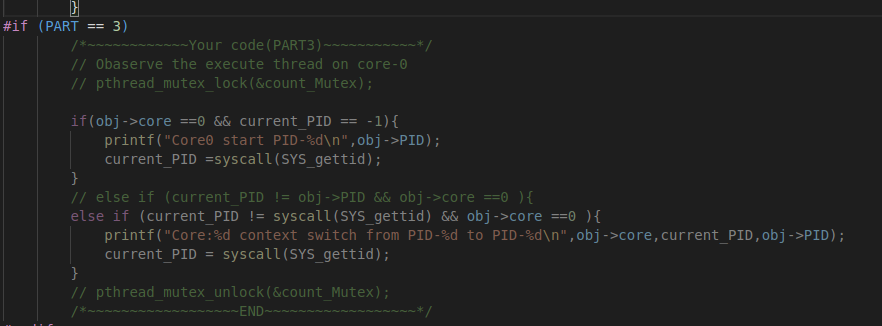 }
#if (PART == 3)
/*~~~~~~~~~~~~Your code(PART3)~~~~~~~~~~~*/
// Obaserve the execute thread on core-0
// pthread_mutex_lock(&count_Mutex);
if(obj->core ==0 && current_PID == -1){
printf("Core0 start PID-%d\n",obj->PID);
current_PID =syscall(SYS_gettid);
}
// else if (current_PID != obj->PID && obj->core ==0 ){
else if (current_PID != syscall(SYS_gettid) && obj->core ==0 ){
printf("Core:%d context switch from PID-%d to PID-%d\n",obj->core,current_PID,obj->PID);
current_PID = syscall(SYS_gettid);
}
// pthread_mutex_unlock(&count_Mutex);
/*~~~~~~~~~~~~~~~~~~END~~~~~~~~~~~~~~~~~~*/